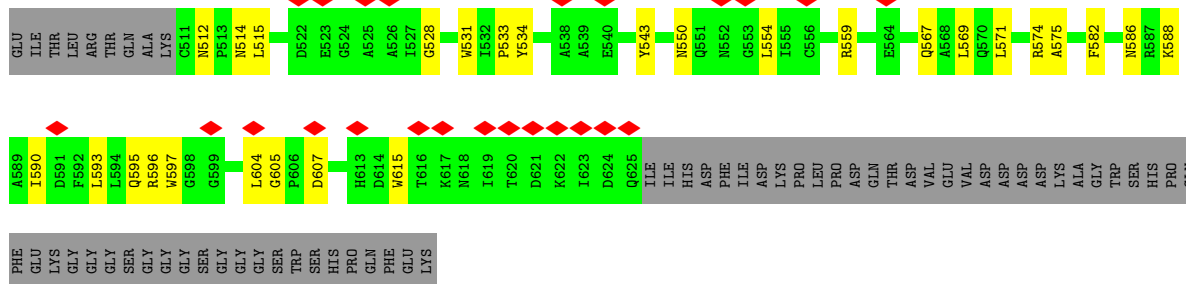 GLU ILE THR LEU ARG THR GLN ALA LYS C511 N512 P513 N514 L515 D522 E523 G524 A525 A526 I527 G528 W531 I532 P533 Y534 A538 A539 E540 Y543 N550 Q551 N552 G553 L554 I555 C556 R559 E564 Q567 A568 L569 Q570 L571 R574 A575 F582 N586 R587 K588
A589 I590 D591 F592 L593 L594 Q595 R596 W597 G598 G599 L604 G605 P606 D607 H613 D614 W615 T616 K617 N618 I619 T620 D621 K622 I623 D624 Q625 ILE ILE HIS ASP PHE ILE ASP LYS PRO LEU PRO ASP GLN THR ASP VAL GLU VAL ASP ASP ASP ASP LYS ALA GLY TRP SER HIS PRO
PHE GLU LYS GLY GLY GLY SER GLY GLY GLY SER GLY GLY GLY SER TRP SER HIS PRO GLN PHE GLU LYS